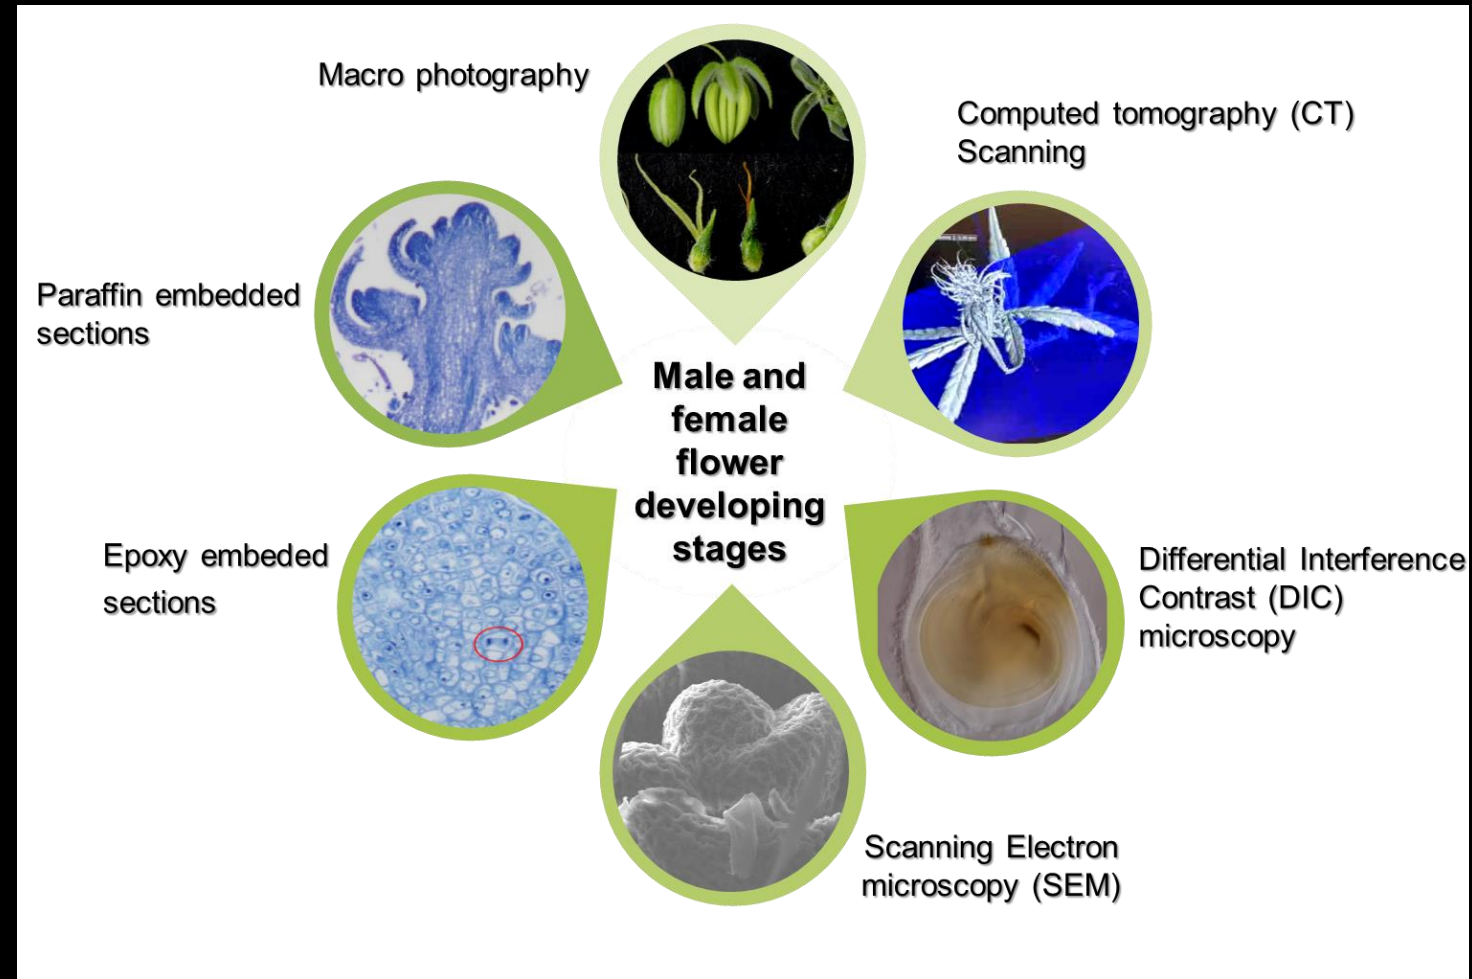 Macro photography
Computed tomography (CT)
Scanning
Paraffin embedded
sections
Male and
female
flower
developing
stages
Epoxy embeded
sections
Differential Interference
Contrast (DIC)
microscopy
Scanning Electron
microscopy (SEM)